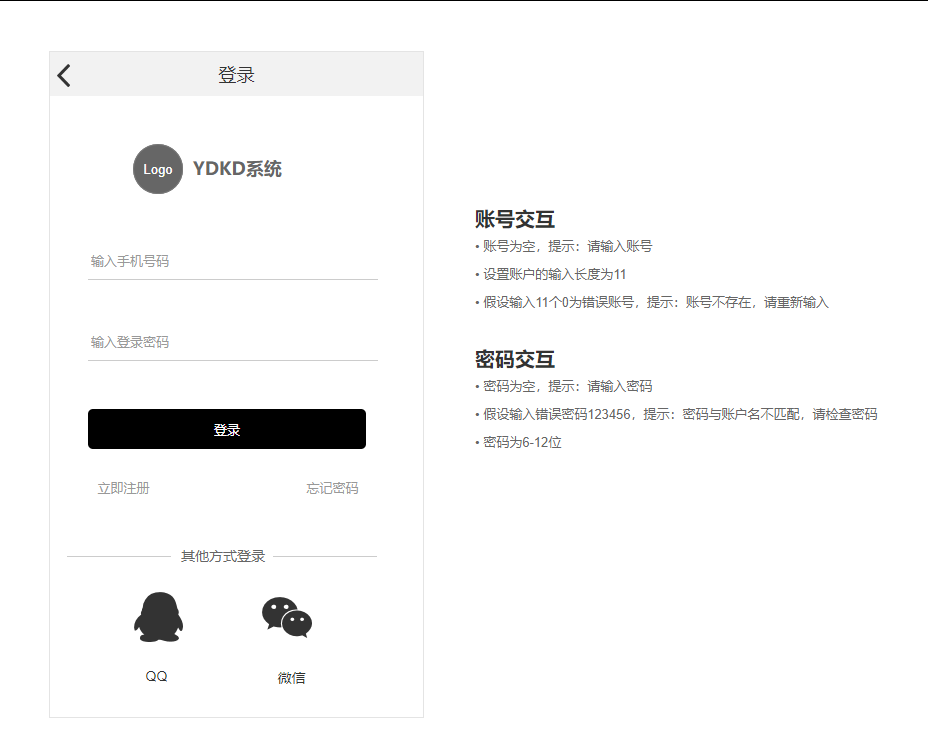 登录
Logo
YDKD系统
输入手机号码
输入登录密码
登录
立即注册
忘记密码
其他方式登录
QQ
微信
账号交互
• 账号为空，提示：请输入账号
• 设置账户的输入长度为11
• 假设输入11个0为错误账号，提示：账号不存在，请重新输入
密码交互
• 密码为空，提示：请输入密码
• 假设输入错误密码123456，提示：密码与账户名不匹配，请检查密码
• 密码为6-12位